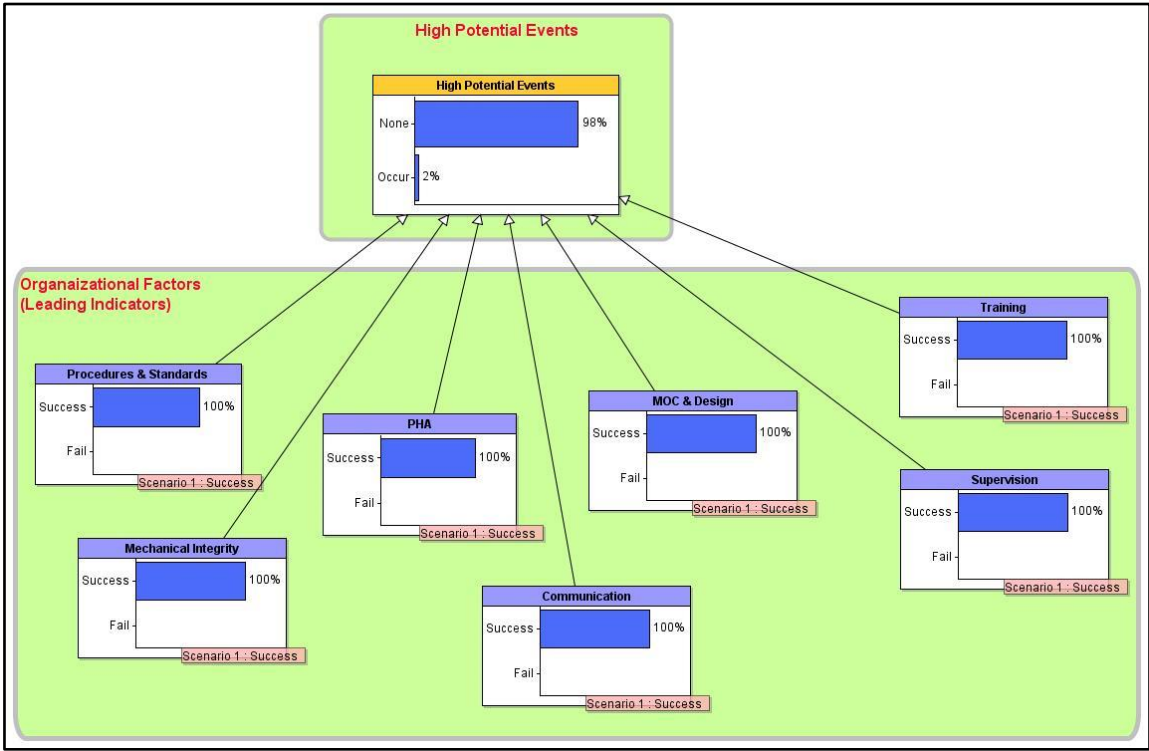 High Potential Events
High Potential Events
None
98%
Occur
2%
Organaizational Factors
(Leading Indicators)
Training
Success
100%
Fail
Scenario 1 : Success
Procedures & Standards
Success
100%
Fail
Scenario 1 : Success
MOC & Design
Success
100%
Fail
Scenario 1 : Success
PHA
Success
100%
Fail
Scenario 1 : Success
Supervision
Success
100%
Fail
Scenario 1 : Success
Mechanical Integrity
Success
100%
Fail
Scenario 1 : Success
Communication
Success
100%
Fail
Scenario 1 : Success